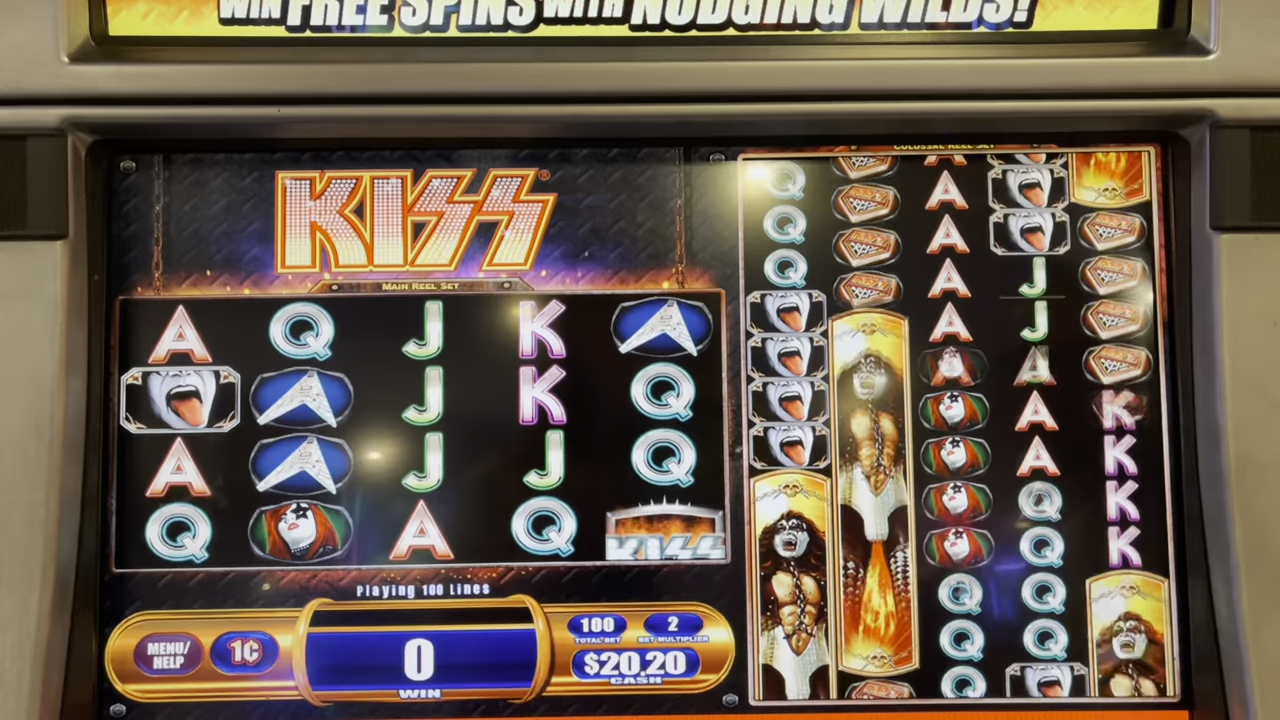 WIN FREE SPINS WITH NUDGING WILDS!
COLOSSAL REEL SET
KISS®
MAIN REEL SET
A Q J K
J K Q
A J J Q
Q A Q KISS
Q
Q
Q
A
A
A
A
A
J
J
A
A
A
Q
Q
Q
Q
Q
Q
Q
K
K
K
K
Playing 100 Lines
MENU/
HELP
1¢
0
WIN
100
TOTAL BET
2
BET MULTIPLIER
$20.20
CASH